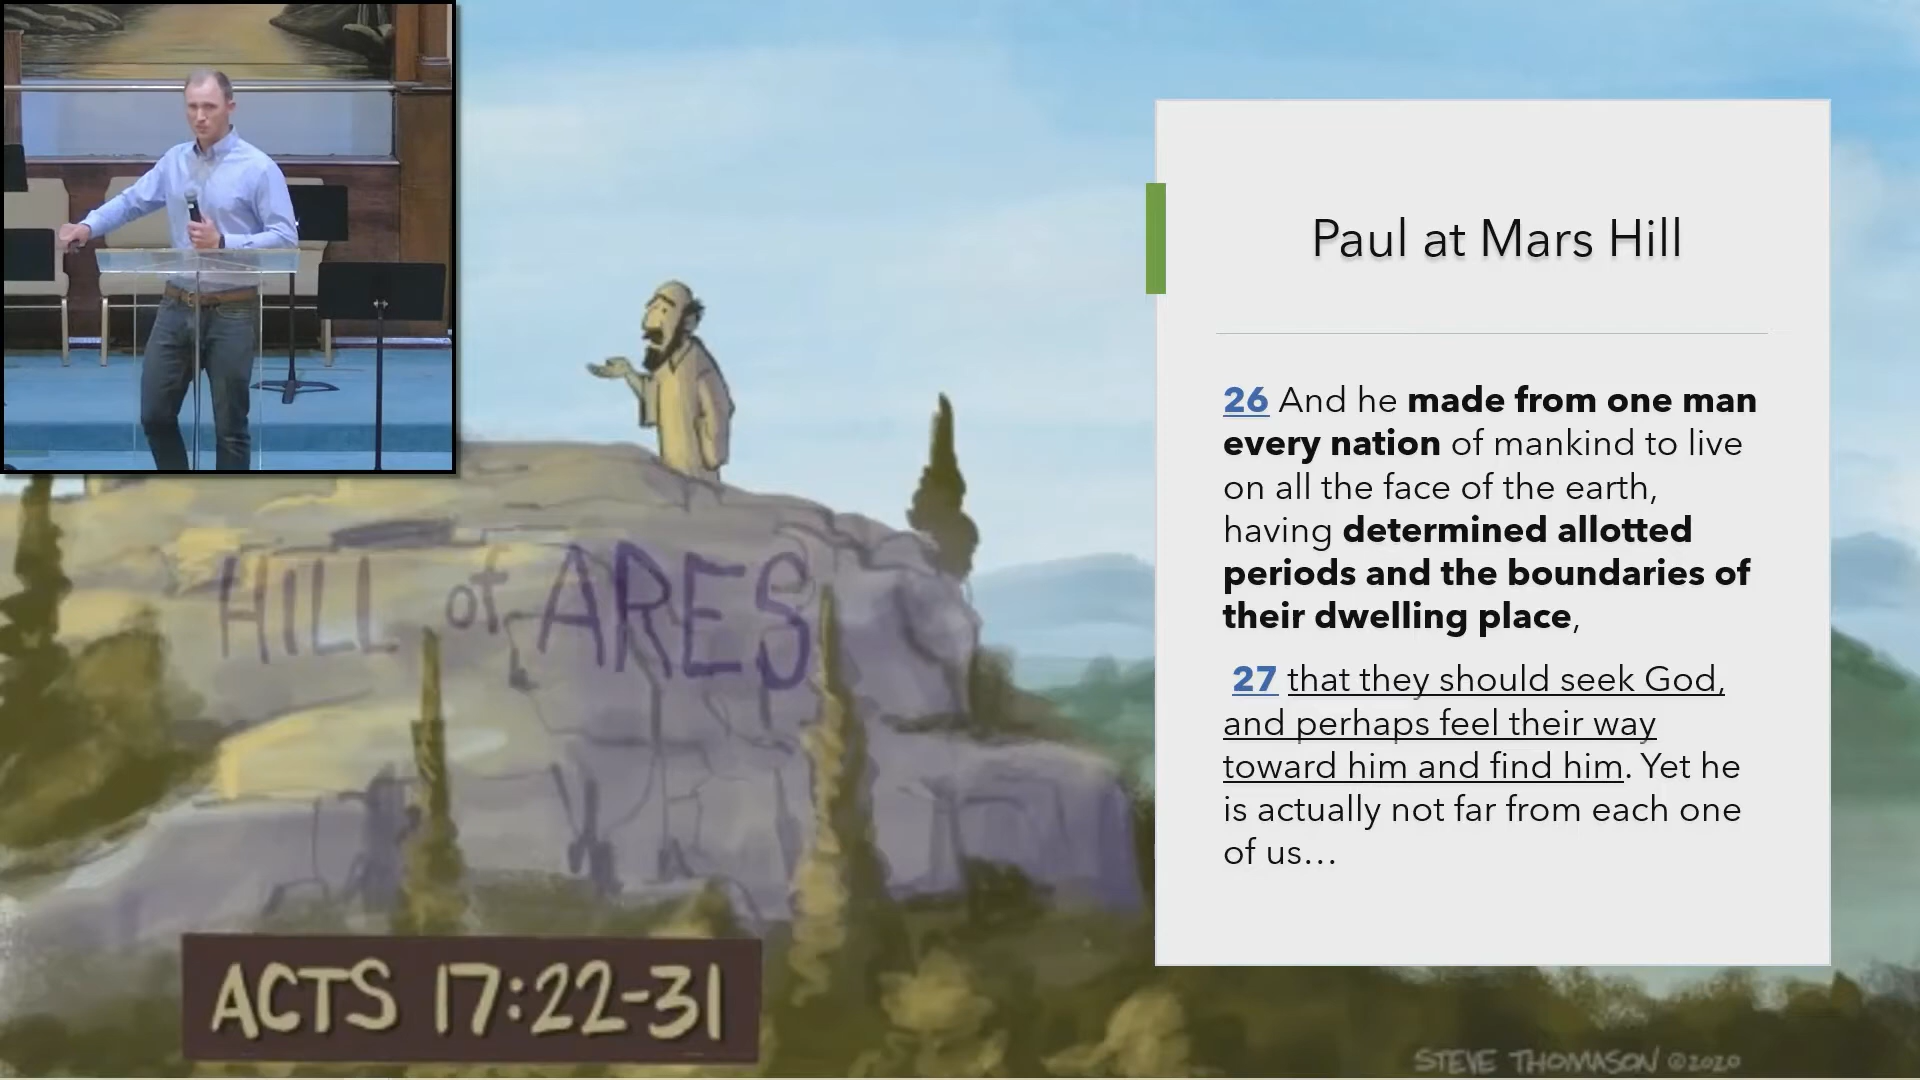 Paul at Mars Hill
26 And he made from one man
every nation of mankind to live
on all the face of the earth,
having determined allotted
periods and the boundaries of
their dwelling place,
27 that they should seek God,
and perhaps feel their way
toward him and find him. Yet he
is actually not far from each one
of us…
HILL of ARES
ACTS 17:22-31
STEVE THOMASON ©2020